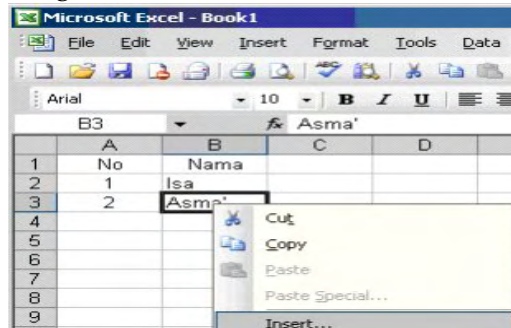 Microsoft Excel - Book1
File Edit View Insert Format Tools Data
Arial 10 B I U
B3 fx Asma'
A B C D
1 No Nama
2 1 Isa
3 2 Asma'
4 Cut
5 Copy
6
7 Paste
8 Paste Special...
9 Insert...